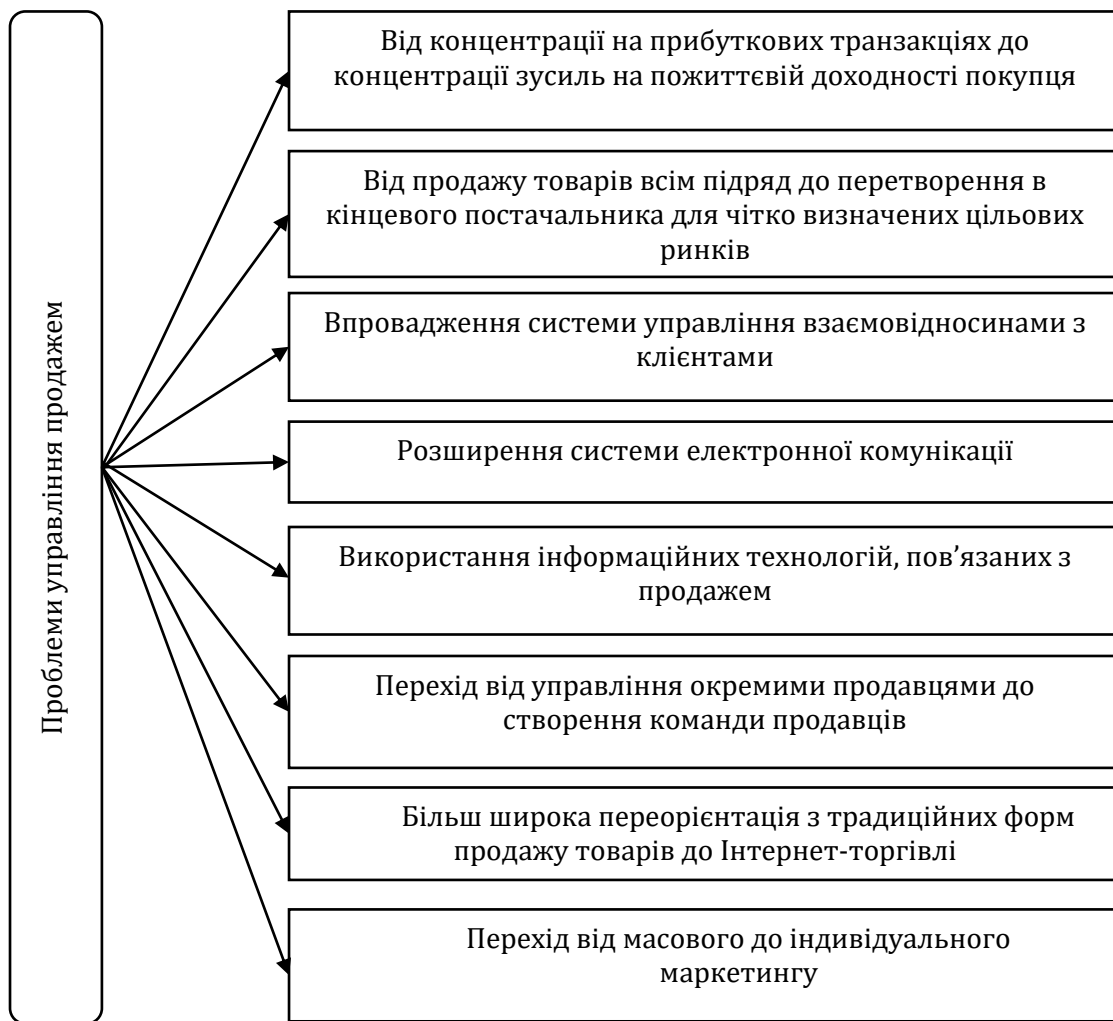 Проблеми управління продажем
Від концентрації на прибуткових транзакціях до
концентрації зусиль на пожиттєвій доходності покупця
Від продажу товарів всім підряд до перетворення в
кінцевого постачальника для чітко визначених цільових
ринків
Впровадження системи управління взаємовідносинами з
клієнтами
Розширення системи електронної комунікації
Використання інформаційних технологій, пов’язаних з
продажем
Перехід від управління окремими продавцями до
створення команди продавців
Більш широка переорієнтація з традиційних форм
продажу товарів до Інтернет-торгівлі
Перехід від масового до індивідуального
маркетингу